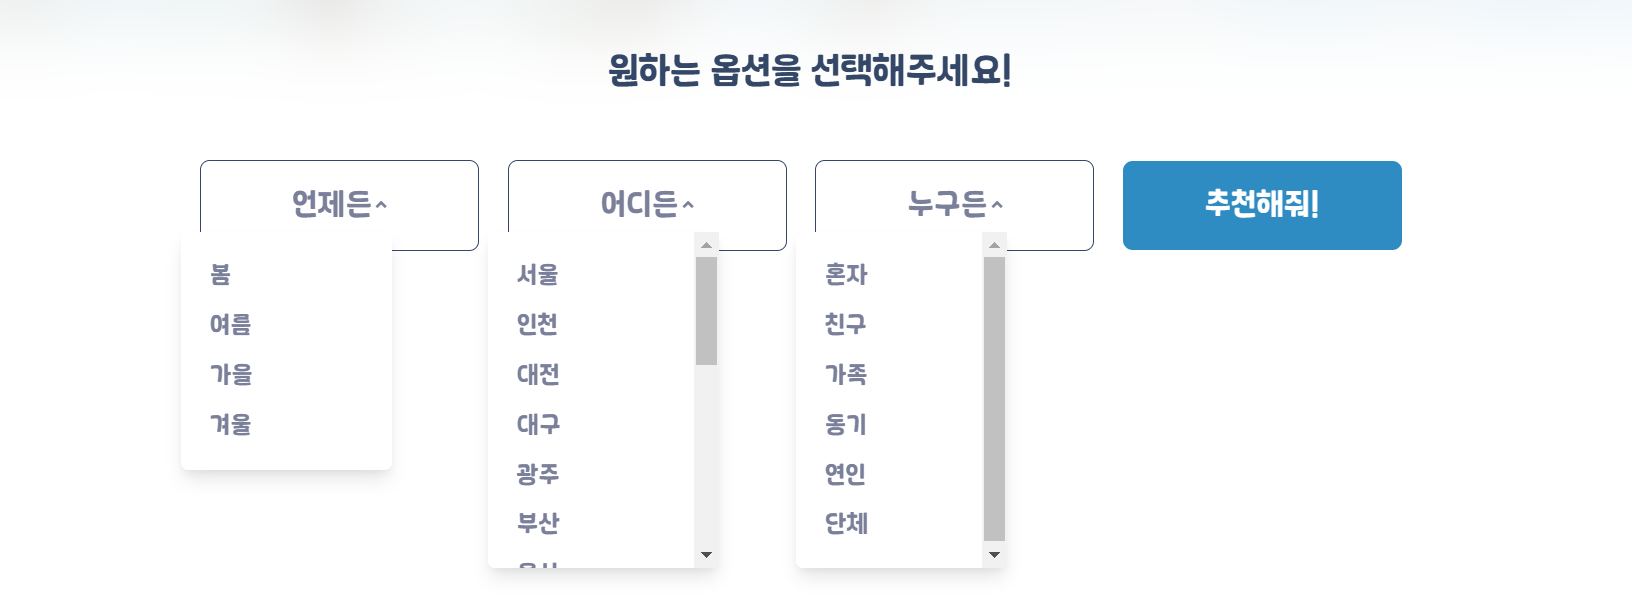 원하는 옵션을 선택해주세요!
언제든
어디든
누구든
추천해줘!
봄
여름
가을
겨울
서울
인천
대전
대구
광주
부산
혼자
친구
가족
동기
연인
단체